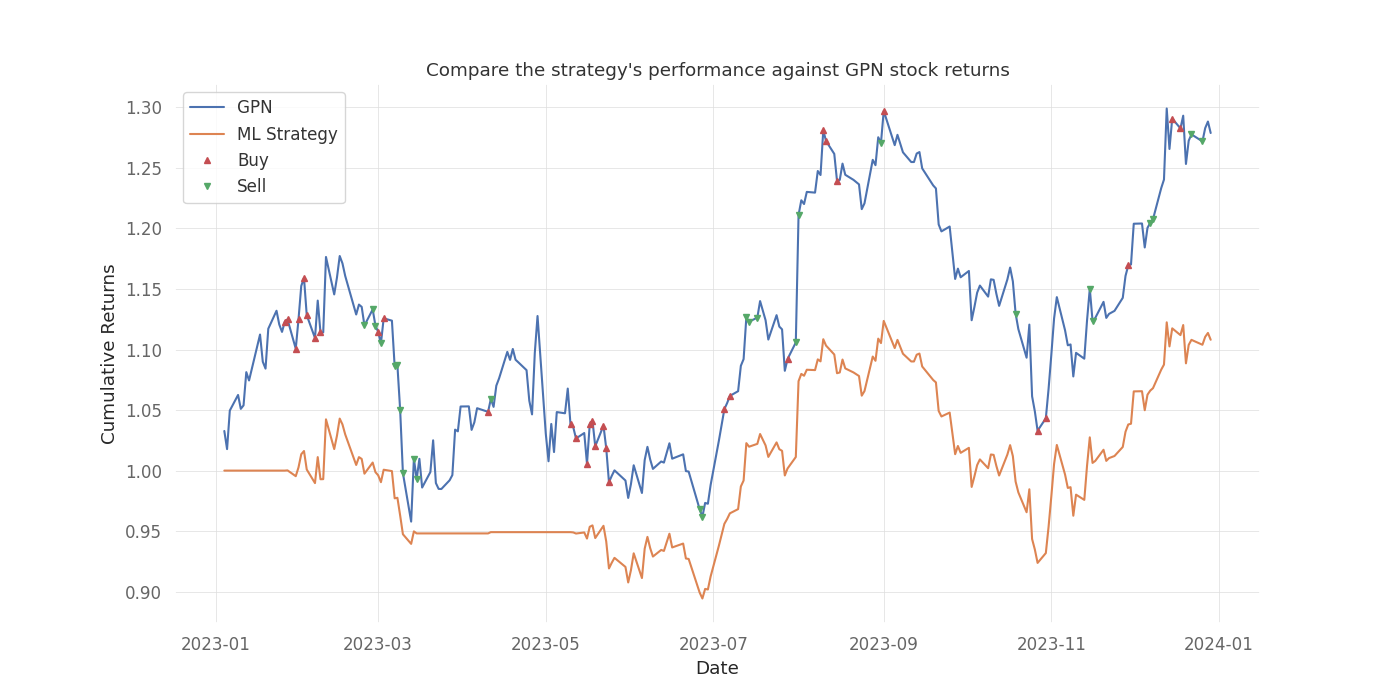 Compare the strategy's performance against GPN stock returns
GPN
ML Strategy
Buy
Sell
Cumulative Returns
1.30
1.25
1.20
1.15
1.10
1.05
1.00
0.95
0.90
2023-01 2023-03 2023-05 2023-07 2023-09 2023-11 2024-01
Date